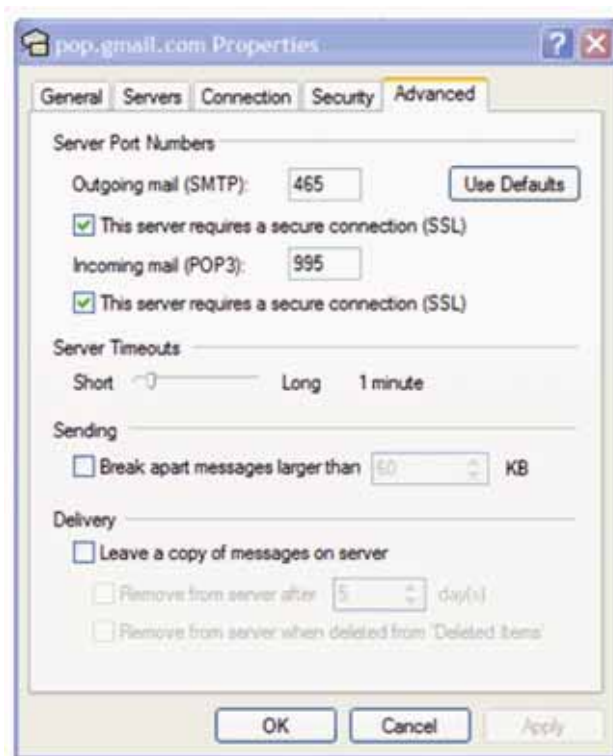 pop.gmail.com Properties
General Servers Connection Security Advanced
Server Port Numbers
Outgoing mail (SMTP): 465 Use Defaults
This server requires a secure connection (SSL)
Incoming mail (POP3): 995
This server requires a secure connection (SSL)
Server Timeouts
Short Long 1 minute
Sending
Break apart messages larger than 60 KB
Delivery
Leave a copy of messages on server
Remove from server after 5 day(s)
Remove from server when deleted from 'Deleted Items'
OK Cancel Apply